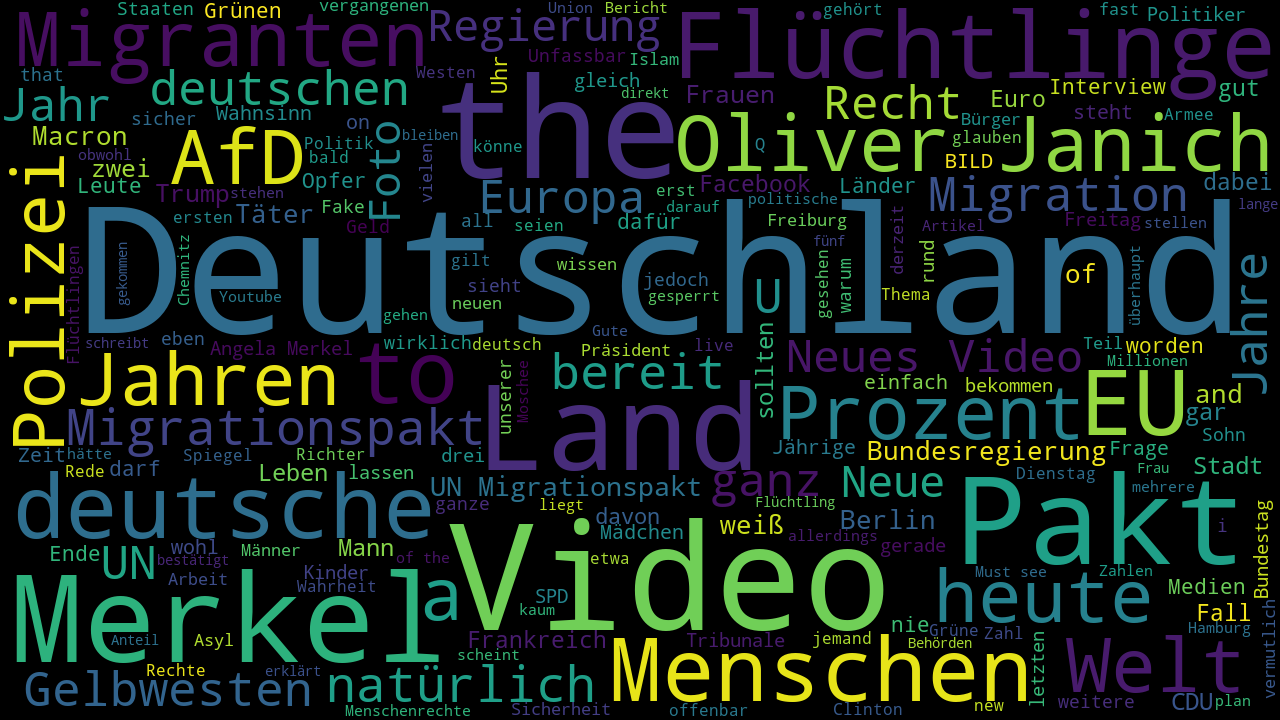 Staaten Grünen vergangenen Union Bericht gehört fast Politiker
Migranten Regierung Flüchtlinge
Unfassbar Islam
that Westen Uhr gleich direkt Interview gut
Jahr deutschen the Frauen Recht Euro
sicher Wahnsinn on steht Armee
Macron AfD Politik Foto bleiben Oliver Janich Bürger
obwohl zwei bald könne Q BILD glauben
Leute Trump stehen Opfer vielen Europa erst Facebook Länder Migration dabei
Polizei ersten Täter Fake darauf politische lange
Geld all seien dafür Freiburg derzeit Artikel Freitag stellen
Deutschland
Flüchtlingen gekommen Chemnitz gilt wissen fünf gesehen warum rund of überhaupt Jahre
Youtube sieht jedoch U Thema
gehen neuen gesperrt
schreibt eben Angela Merkel wirklich deutsch Gute Präsident live Neues Video Teil worden
Jahren to unserer Moschee bereit sollten einfach bekommen Millionen
Land Prozent EU and
Migrationspakt gar
Zeit hätte Spiegel Richter drei Jährige Bundesregierung Frage Sohn
Rede darf Leben lassen UN Migrationspakt ganz Neue Dienstag Frau Stadt
deutsche ganze liegt Flüchtling mehrere
davon Mädchen weiß Berlin Pakt i
Ende UN wohl Männer Mann Video allerdings gerade Bundestag
bestätigt of the etwa
Merkel Arbeit Kinder a SPD heute Must see Zahlen Medien
Wahrheit kaum Fall
Anteil Asyl Frankreich Tribunale jemand nie Grüne Zahl Hamburg
Rechte erklärt scheint Menschen Behörden letzten Welt vermutlich
Gelbwesten natürlich weitere CDU plan
Menschenrechte Sicherheit offenbar Clinton new